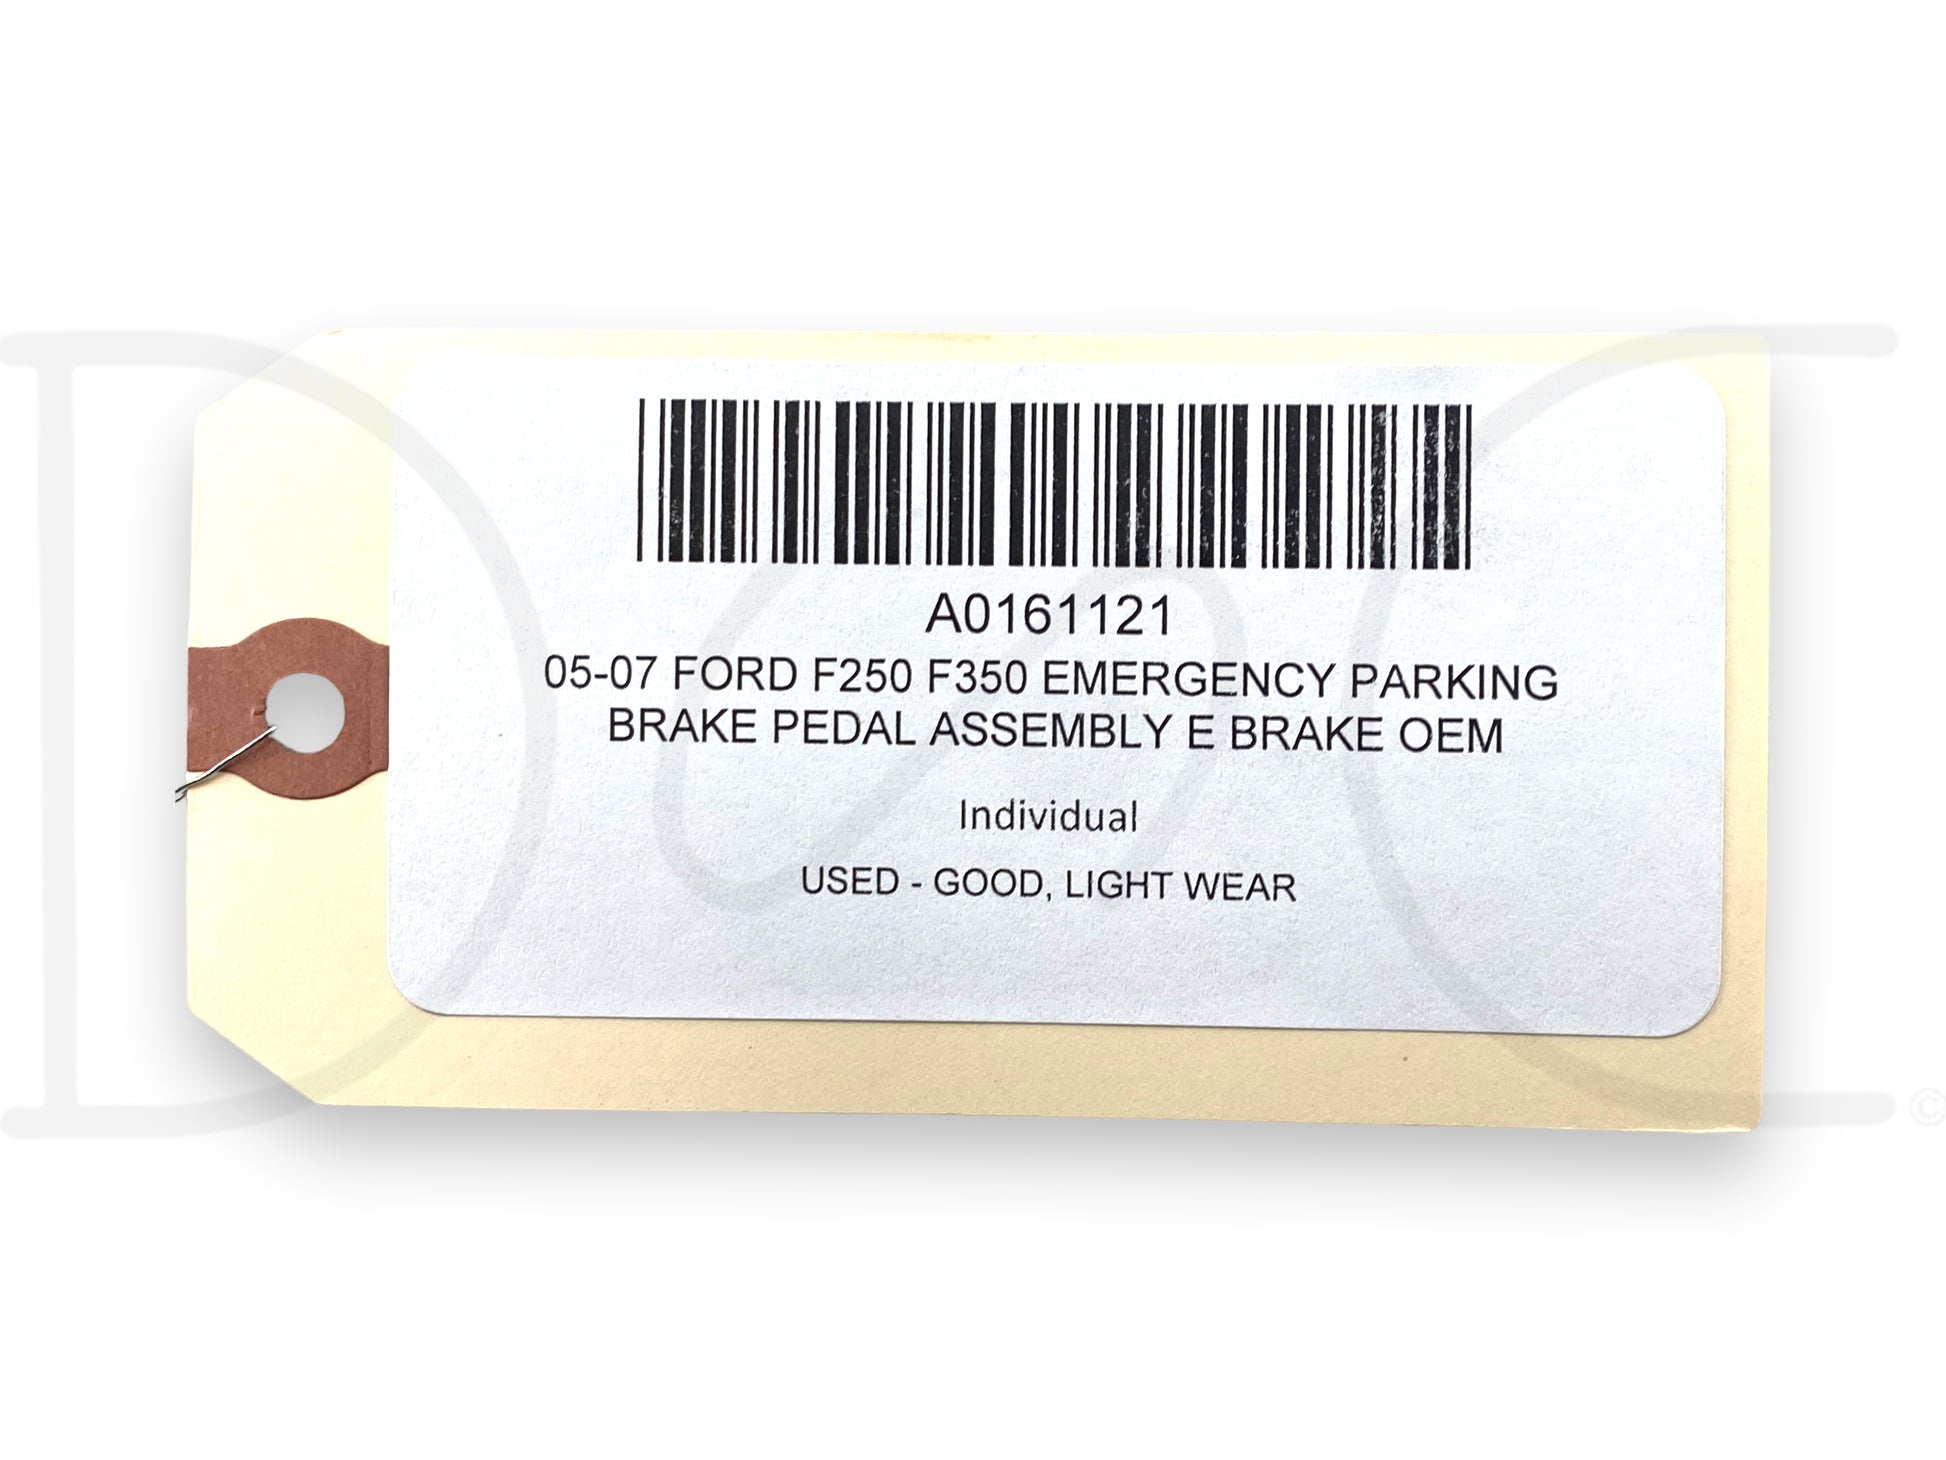 A0161121
05-07 FORD F250 F350 EMERGENCY PARKING
BRAKE PEDAL ASSEMBLY E BRAKE OEM
Individual
USED - GOOD, LIGHT WEAR
©